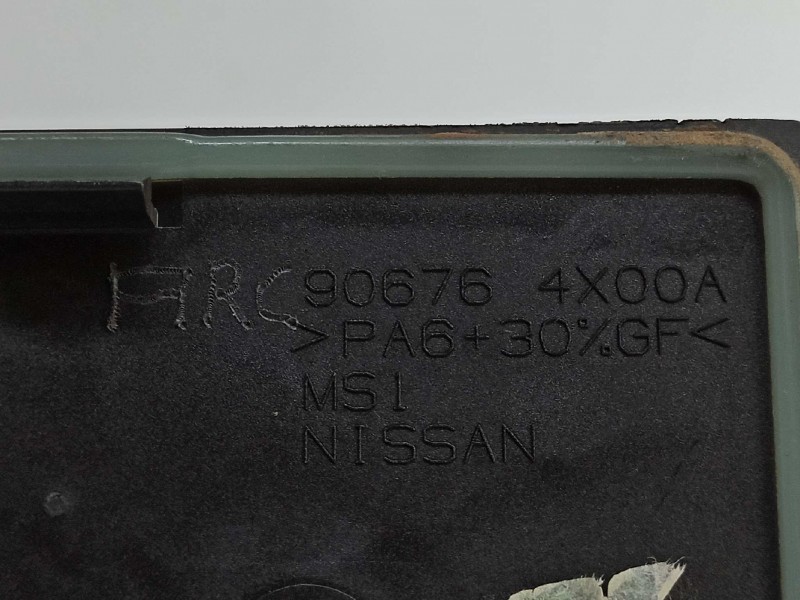 ARC 90676 4X00A
>PA6+30%GF<
MS1
NISSAN